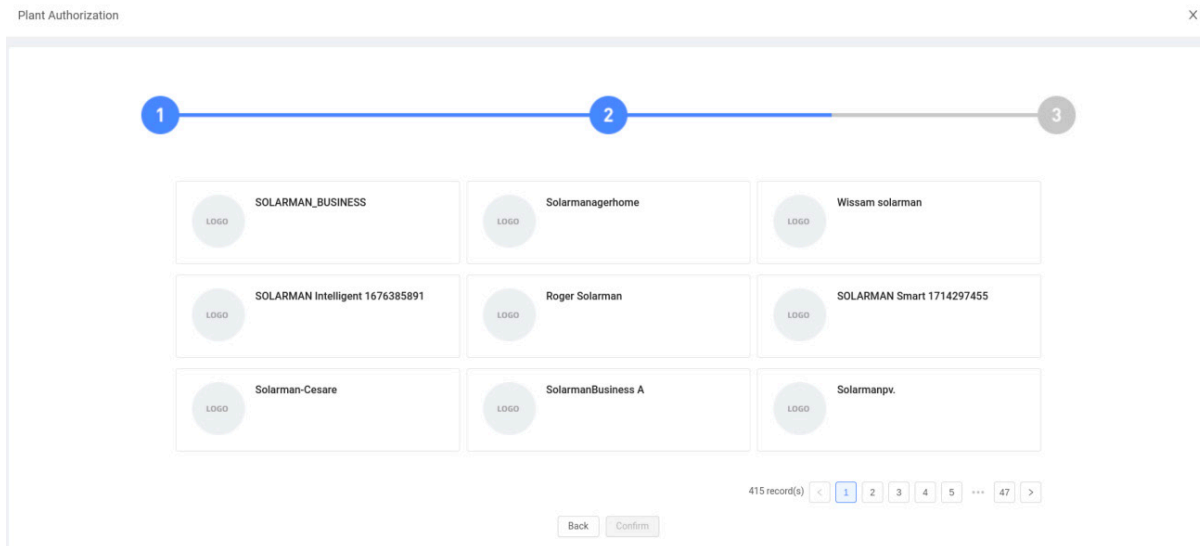 Plant Authorization X
1 2 3
LOGO SOLARMAN_BUSINESS
LOGO Solarmanagerhome
LOGO Wissam solarman
LOGO SOLARMAN Intelligent 1676385891
LOGO Roger Solarman
LOGO SOLARMAN Smart 1714297455
LOGO Solarman-Cesare
LOGO SolarmanBusiness A
LOGO Solarmanpv.
415 record(s) < 1 2 3 4 5 ••• 47 >
Back Confirm